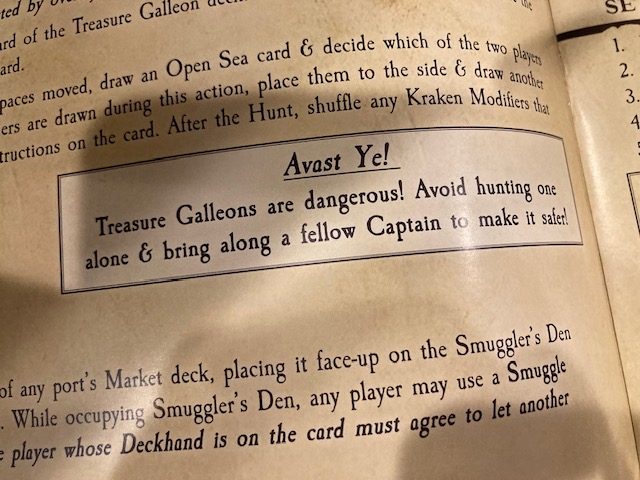 ted by
the
rd of the Treasure Galleon
ard.
paces moved, draw an Open Sea card & decide which of the two players
ers are drawn during this action, place them to the side & draw another
tructions on the card. After the Hunt, shuffle any Kraken Modifiers that
Avast Ye!
Treasure Galleons are dangerous! Avoid hunting one
alone & bring along a fellow Captain to make it safer!
of any port's Market deck, placing it face-up on the Smuggler's Den
. While occupying Smuggler's Den, any player may use a Smuggle
e player whose Deckhand is on the card must agree to let another
SE
1.
2.
3.
4